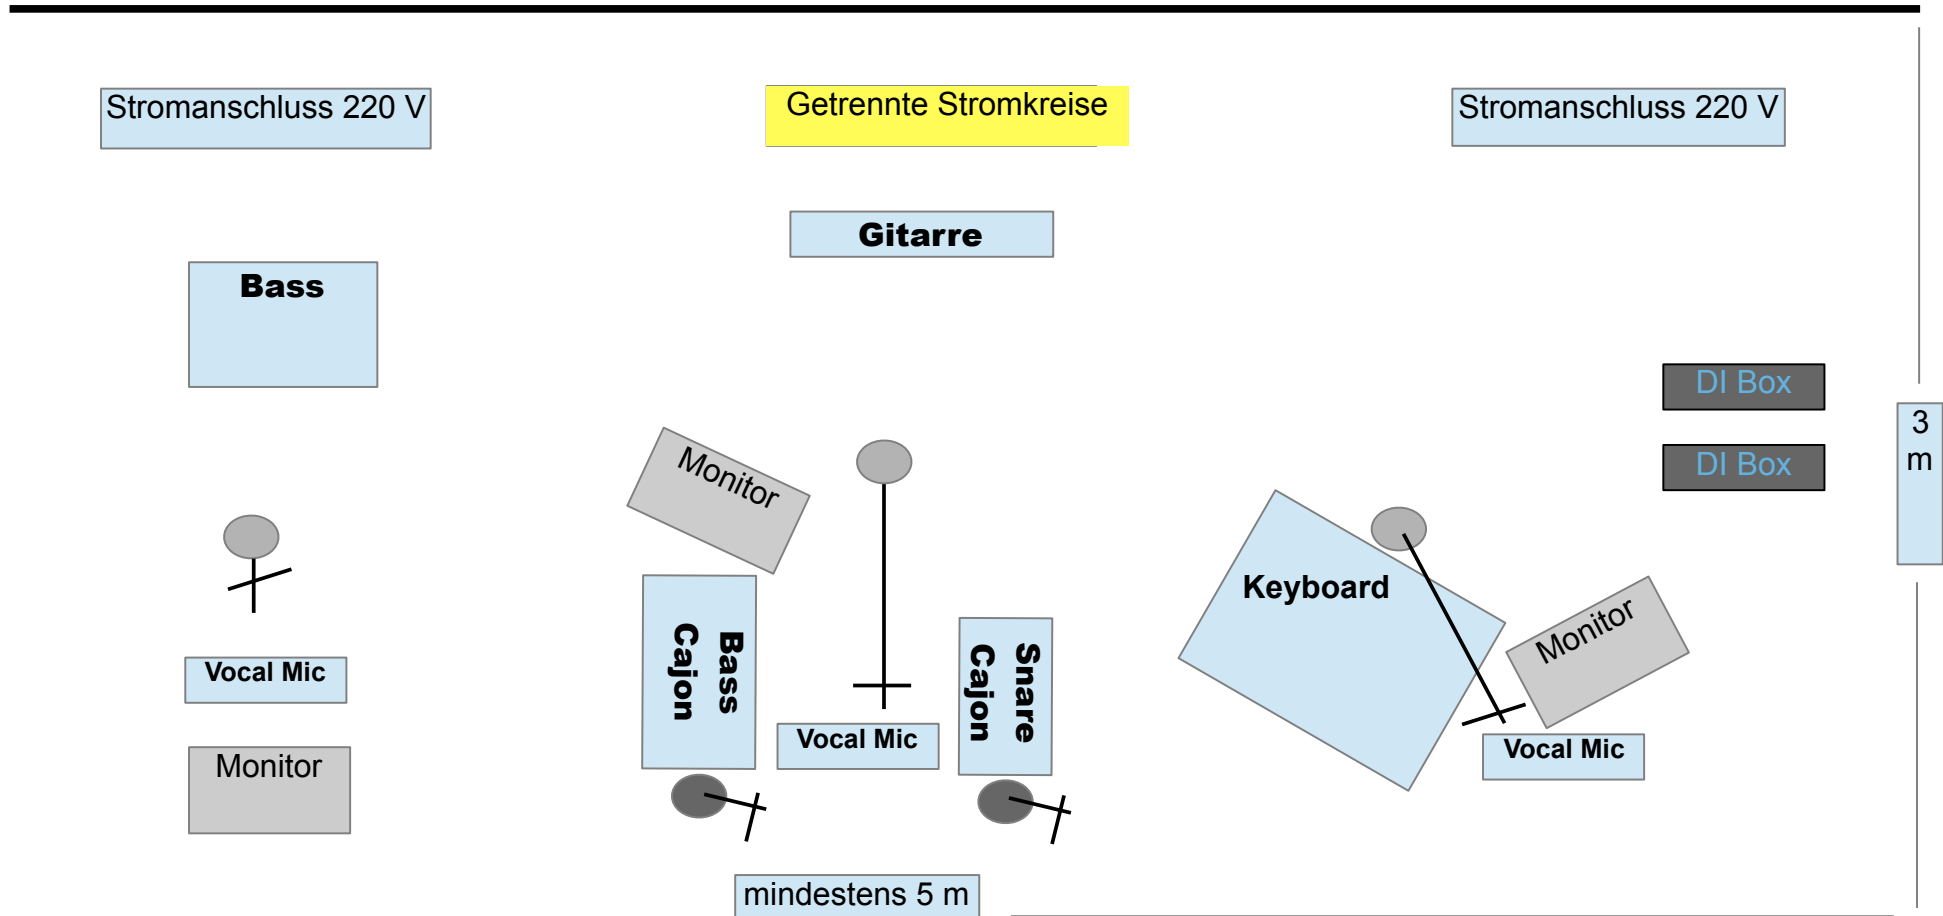 Stromanschluss 220 V
Getrennte Stromkreise
Stromanschluss 220 V
Gitarre
Bass
DI Box
DI Box
3
m
Monitor
Keyboard
Monitor
Bass
Cajon
Snare
Cajon
Vocal Mic
Vocal Mic
Vocal Mic
Monitor
mindestens 5 m